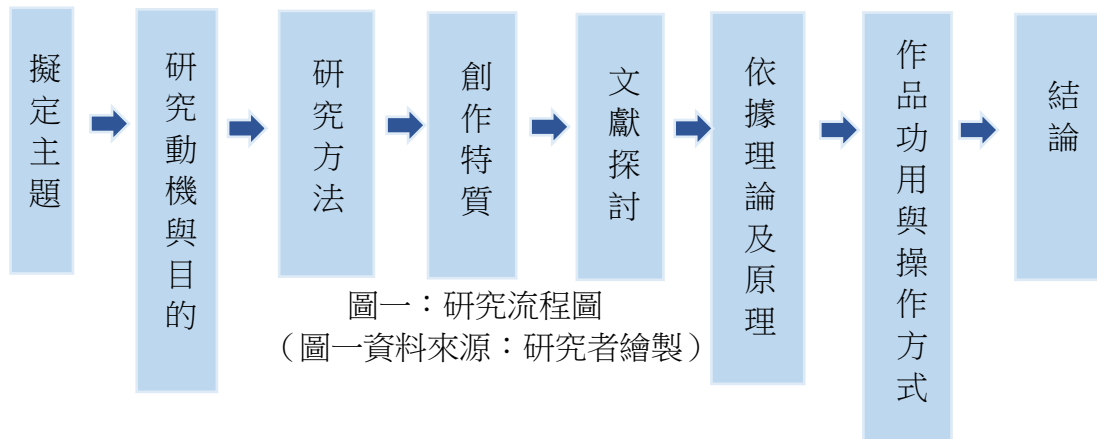 擬定主題
研究動機與目的
研究方法
創作特質
文獻探討
依據理論及原理
作品功用與操作方式
結論
圖一：研究流程圖
（圖一資料來源：研究者繪製）